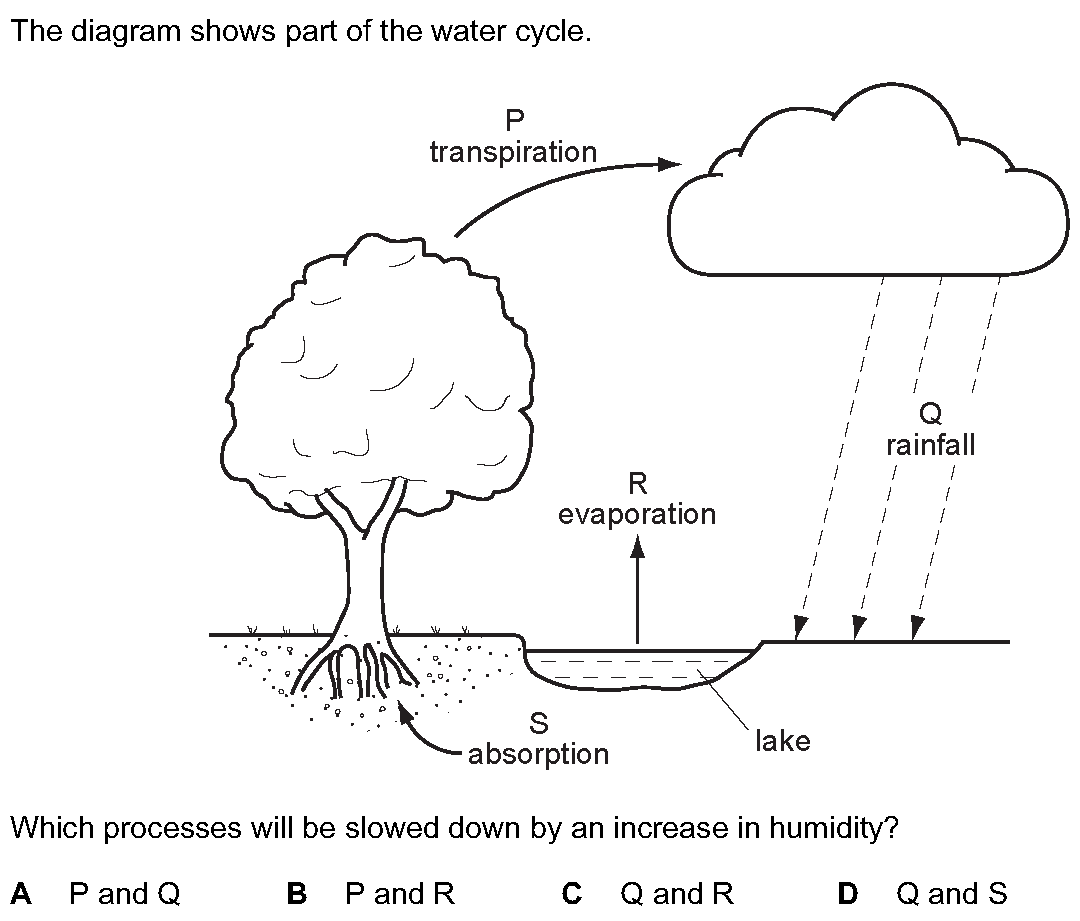 The diagram shows part of the water cycle.
P
transpiration
Q
rainfall
R
evaporation
S
absorption
lake
Which processes will be slowed down by an increase in humidity?
A P and Q B P and R C Q and R D Q and S